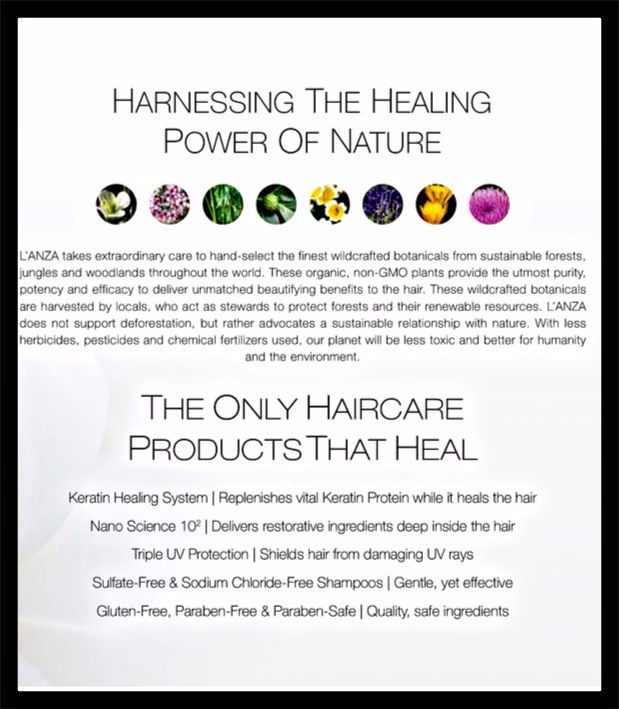 HARNESSING THE HEALING
POWER OF NATURE
L'ANZA takes extraordinary care to hand-select the finest wildcrafted botanicals from sustainable forests,
jungles and woodlands throughout the world. These organic, non-GMO plants provide the utmost purity,
potency and efficacy to deliver unmatched beautifying benefits to the hair. These wildcrafted botanicals
are harvested by locals, who act as stewards to protect forests and their renewable resources. L'ANZA
does not support deforestation, but rather advocates a sustainable relationship with nature. With less
herbicides, pesticides and chemical fertilizers used, our planet will be less toxic and better for humanity
and the environment.
THE ONLY HAIRCARE
PRODUCTS THAT HEAL
Keratin Healing System | Replenishes vital Keratin Protein while it heals the hair
Nano Science 10² | Delivers restorative ingredients deep inside the hair
Triple UV Protection | Shields hair from damaging UV rays
Sulfate-Free & Sodium Chloride-Free Shampoos | Gentle, yet effective
Gluten-Free, Paraben-Free & Paraben-Safe | Quality, safe ingredients